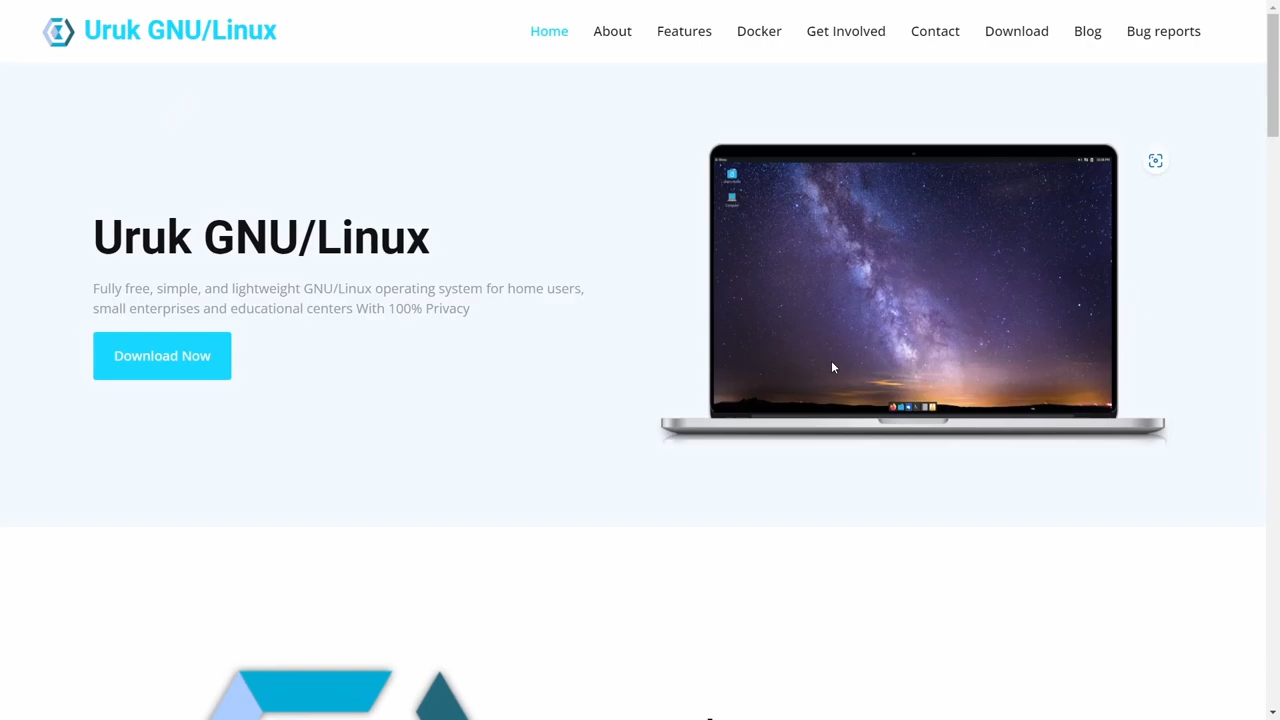 Uruk GNU/Linux
Home About Features Docker Get Involved Contact Download Blog Bug reports
Uruk GNU/Linux
Fully free, simple, and lightweight GNU/Linux operating system for home users,
small enterprises and educational centers With 100% Privacy
Download Now